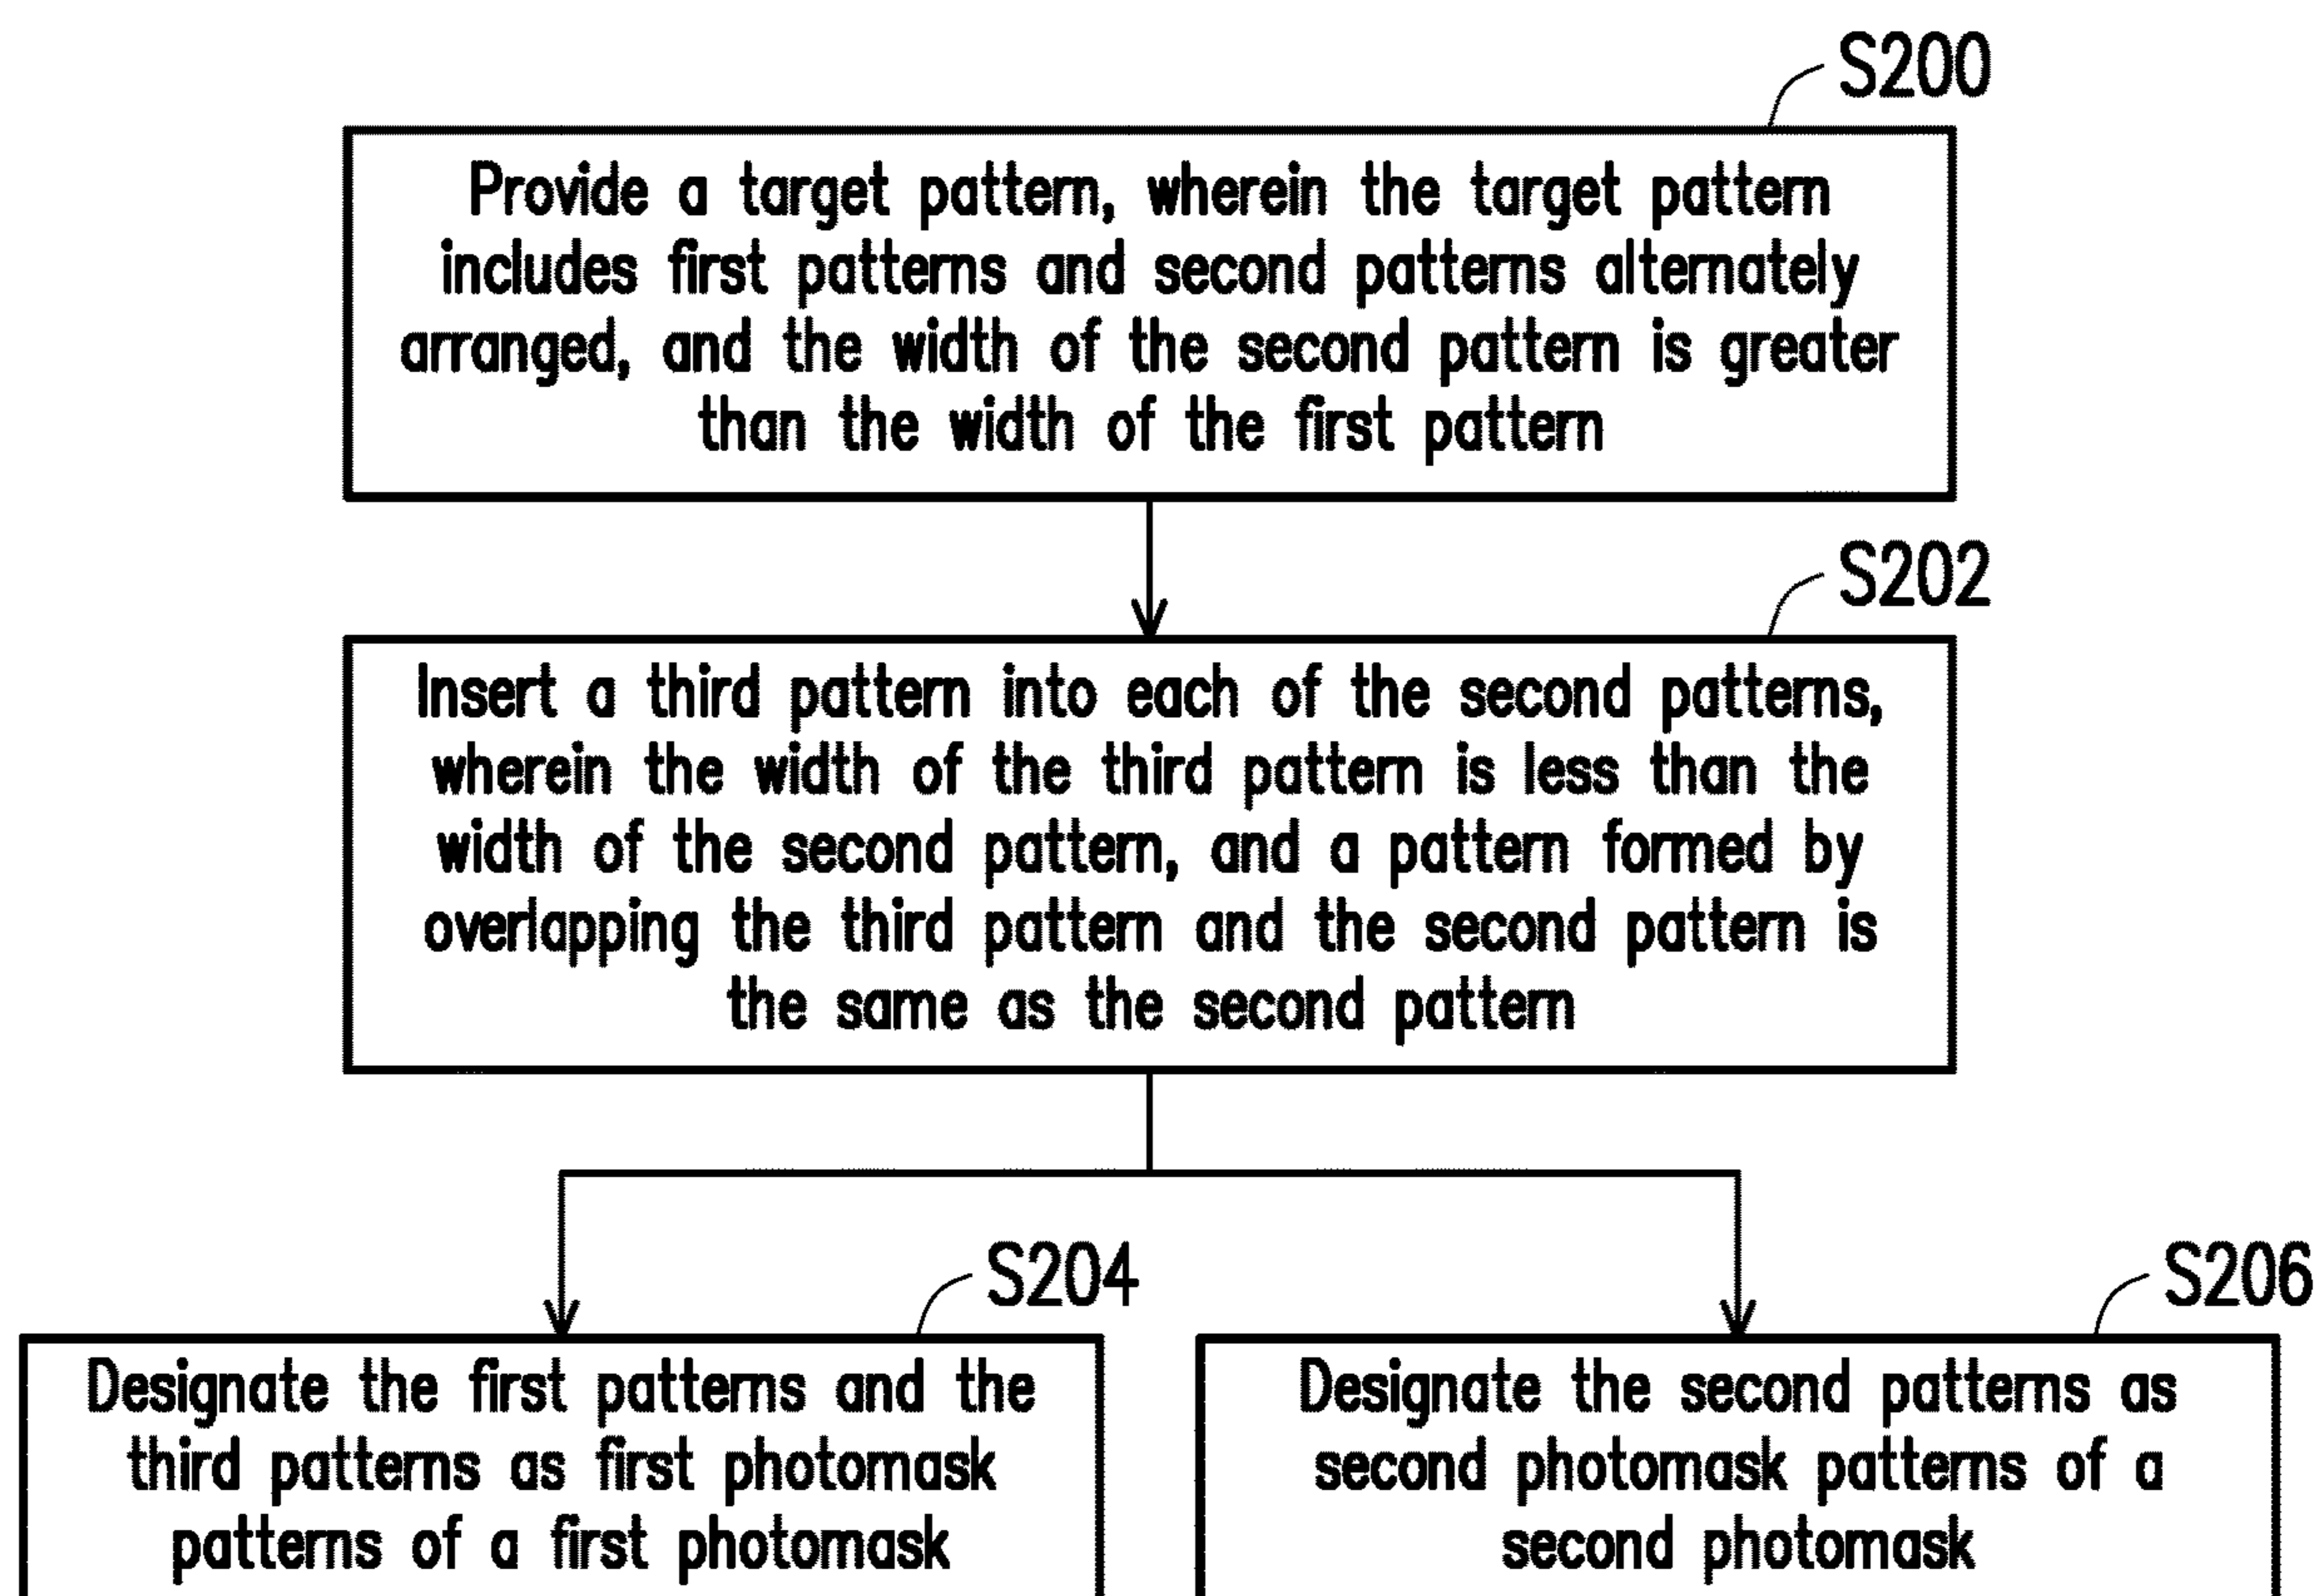 S200
Provide a target pattern, wherein the target pattern
includes first patterns and second patterns alternately
arranged, and the width of the second pattern is greater
than the width of the first pattern
S202
Insert a third pattern into each of the second patterns,
wherein the width of the third pattern is less than the
width of the second pattern, and a pattern formed by
overlapping the third pattern and the second pattern is
the same as the second pattern
S204
Designate the first patterns and the
third patterns as first photomask
patterns of a first photomask
S206
Designate the second patterns as
second photomask patterns of a
second photomask